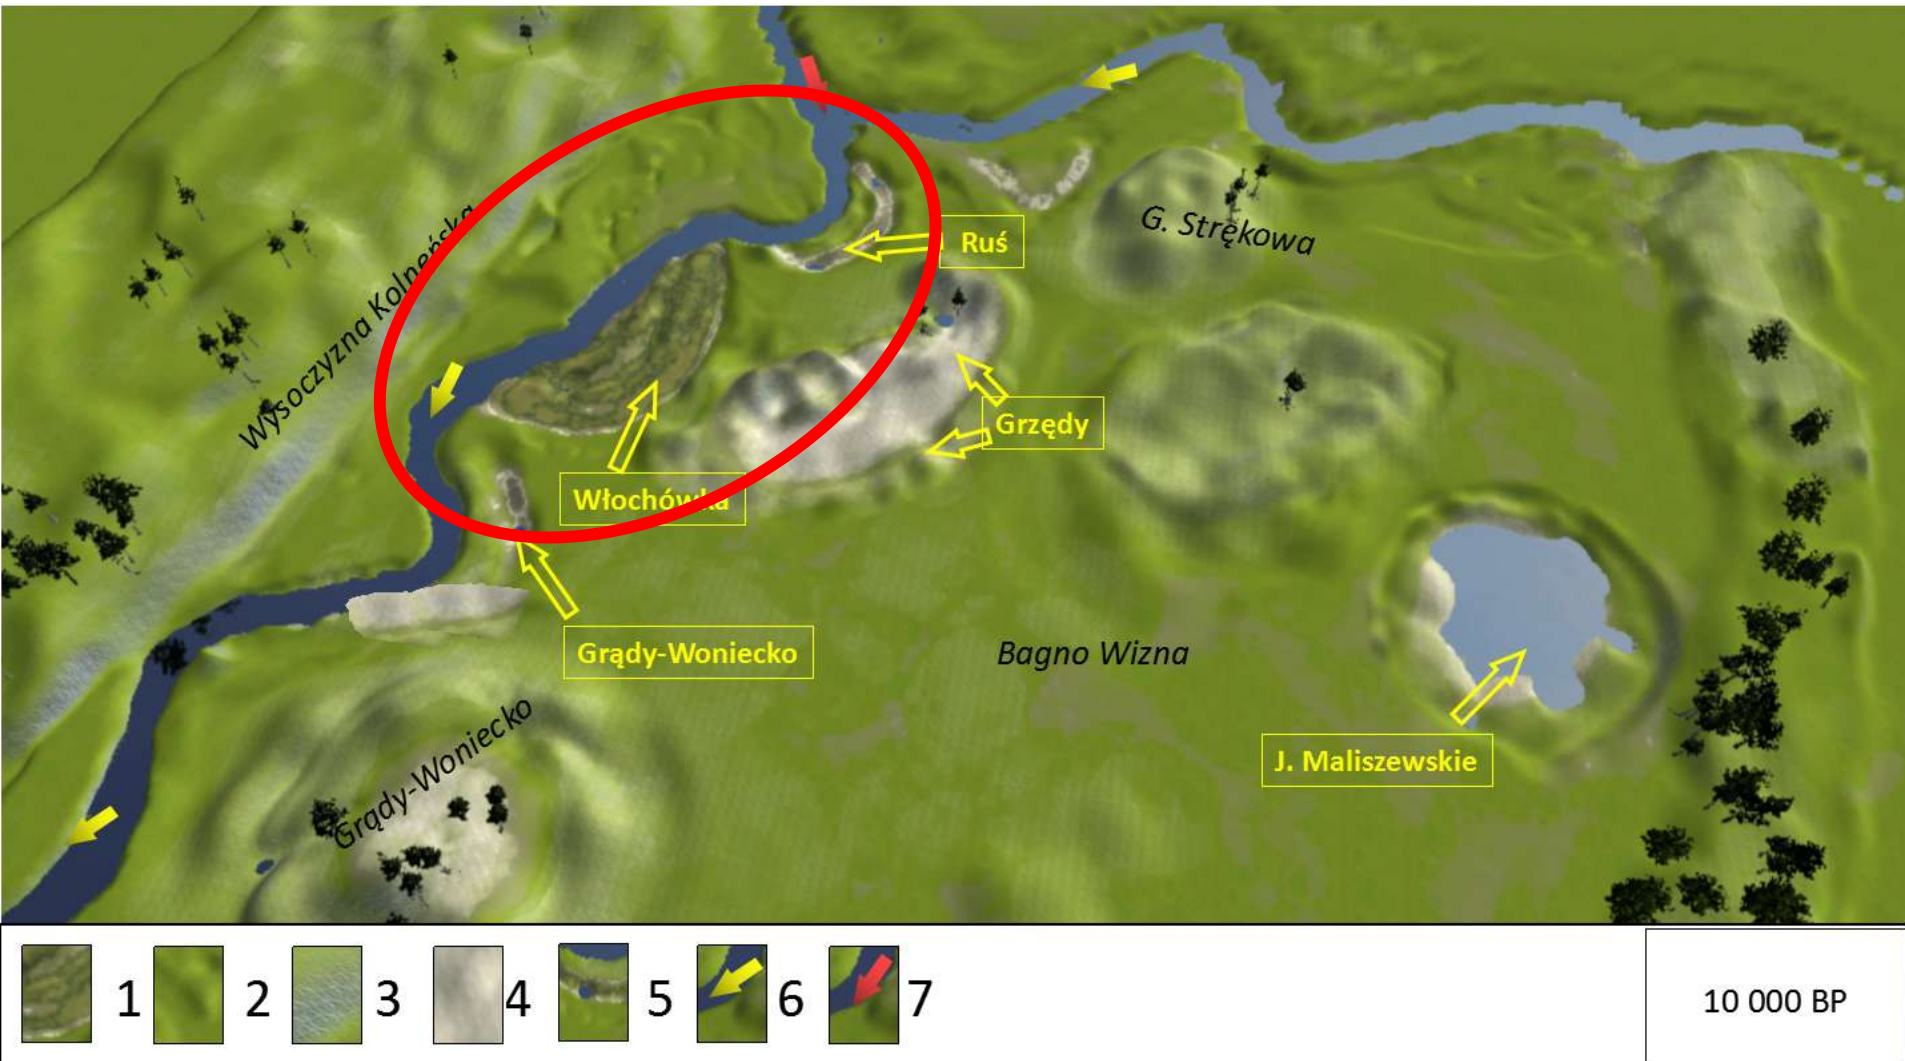 Wysoczyzna Kolneńska
Ruś
G. Strękowa
Grzędy
Włochówka
Grądy-Woniecko
Bagno Wizna
Grądy-Woniecko
J. Maliszewskie
1 2 3 4 5 6 7
10 000 BP